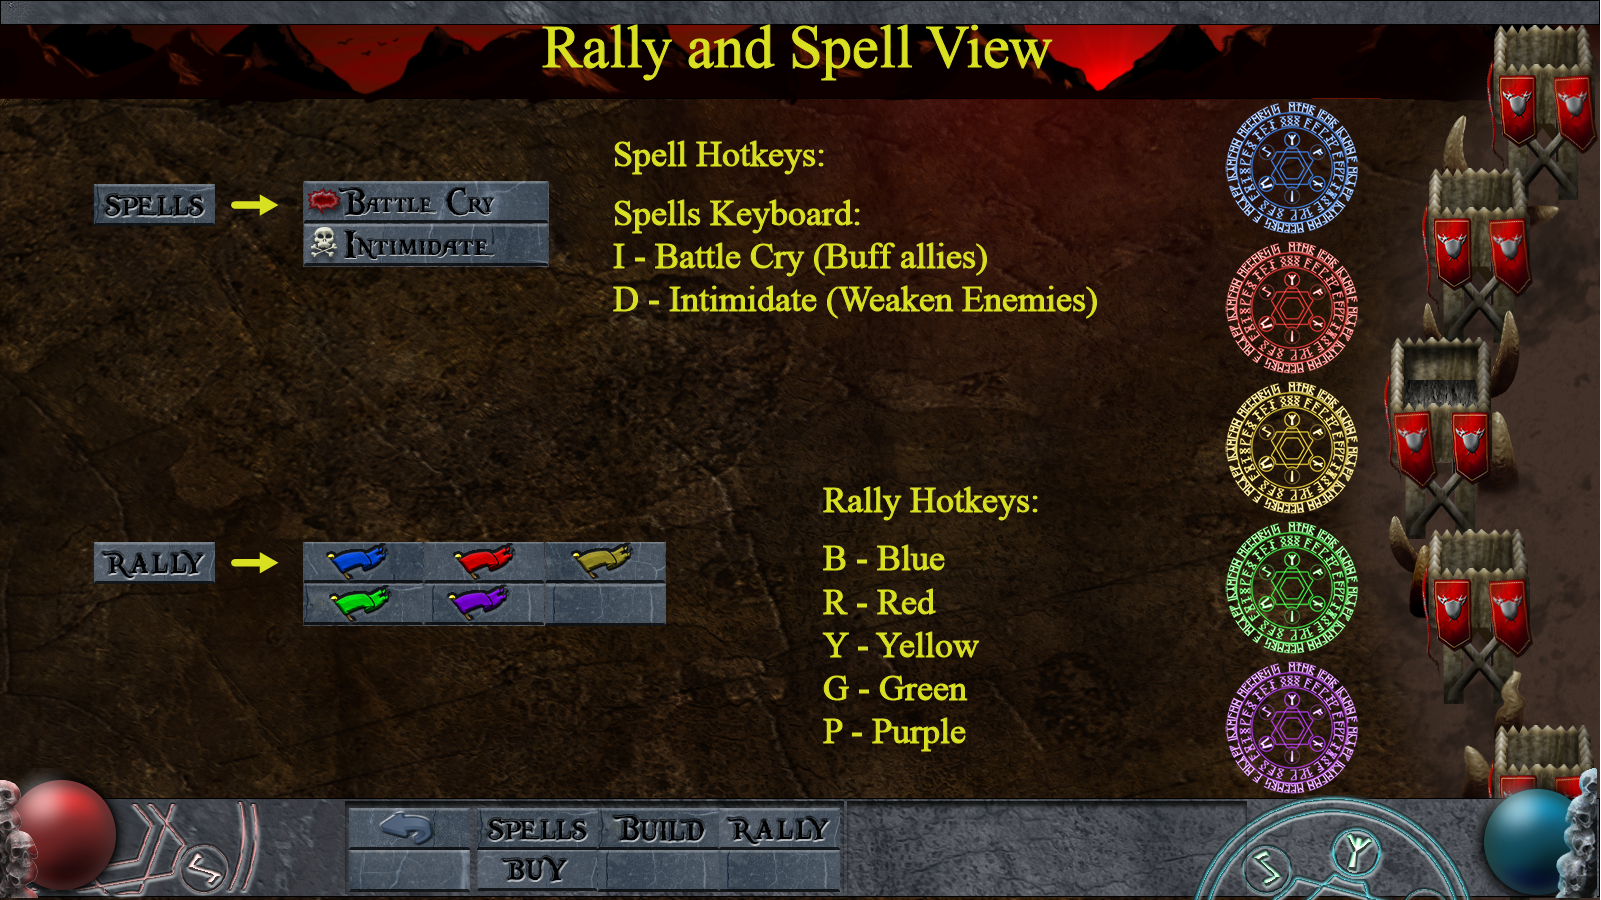 Rally and Spell View
Spell Hotkeys:
SPELLS
BATTLE CRY
INTIMIDATE
Spells Keyboard:
I - Battle Cry (Buff allies)
D - Intimidate (Weaken Enemies)
RALLY
Rally Hotkeys:
B - Blue
R - Red
Y - Yellow
G - Green
P - Purple
SPELLS BUILD RALLY
BUY